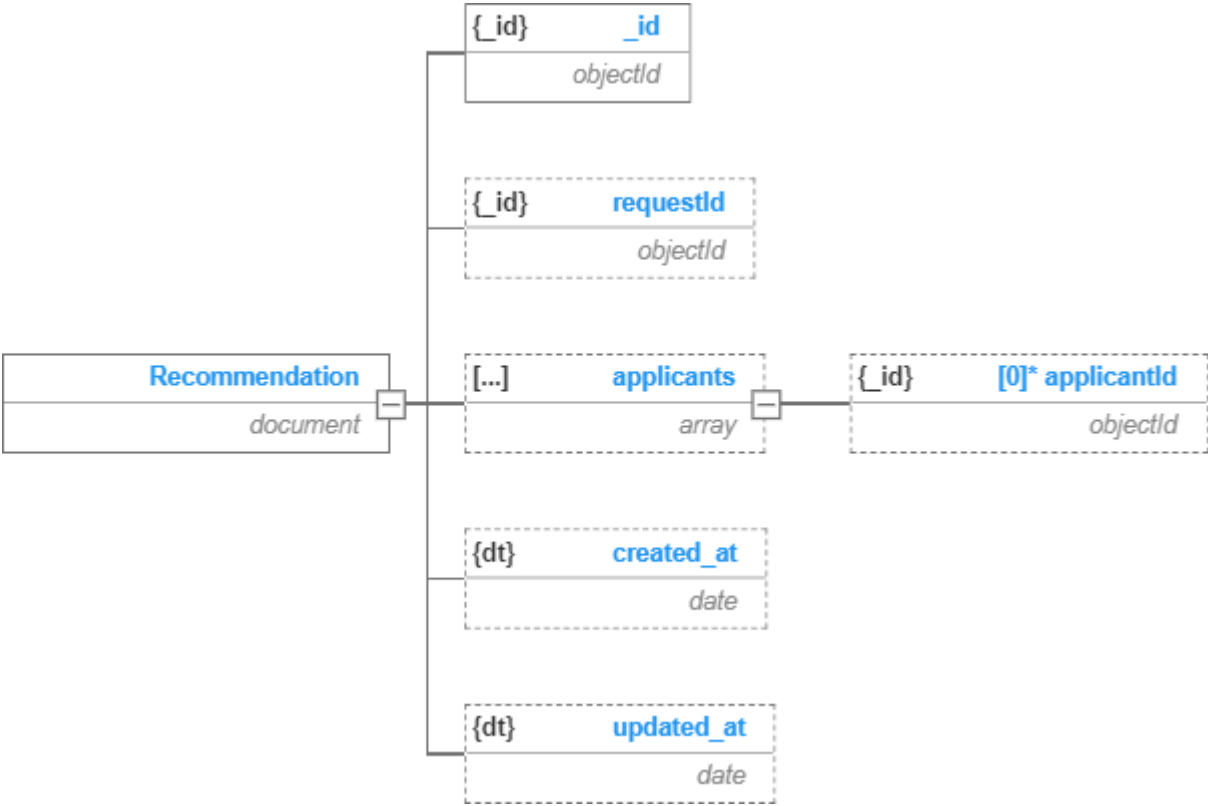 {_id} _id
objectId
{_id} requestId
objectId
Recommendation
document
[...] applicants
array
{_id} [0]* applicantId
objectId
{dt} created_at
date
{dt} updated_at
date